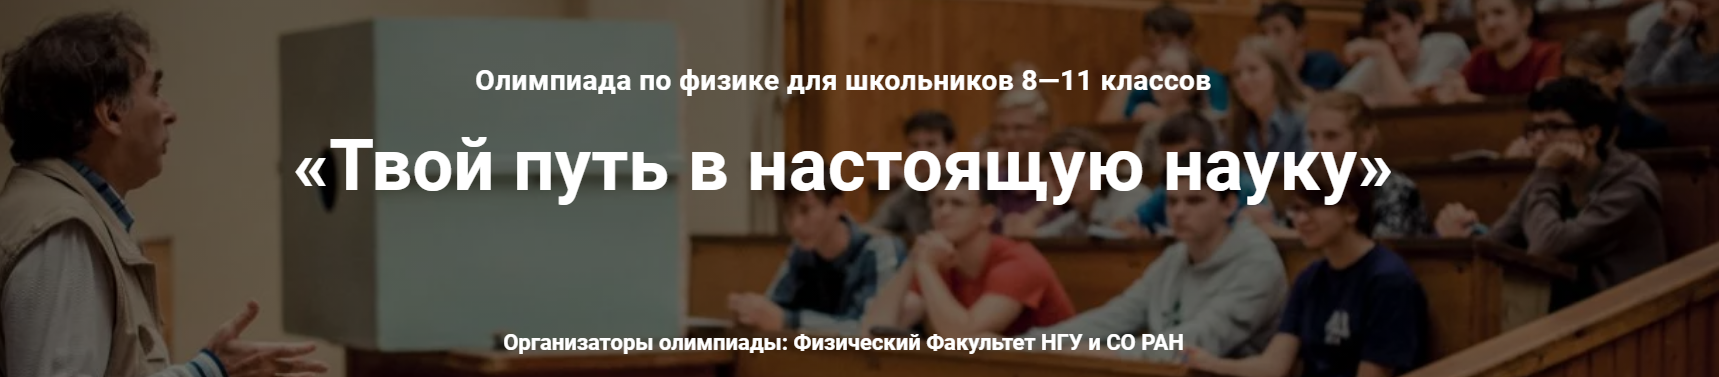 Олимпиада по физике для школьников 8—11 классов
«Твой путь в настоящую науку»
Организаторы олимпиады: Физический Факультет НГУ и СО РАН